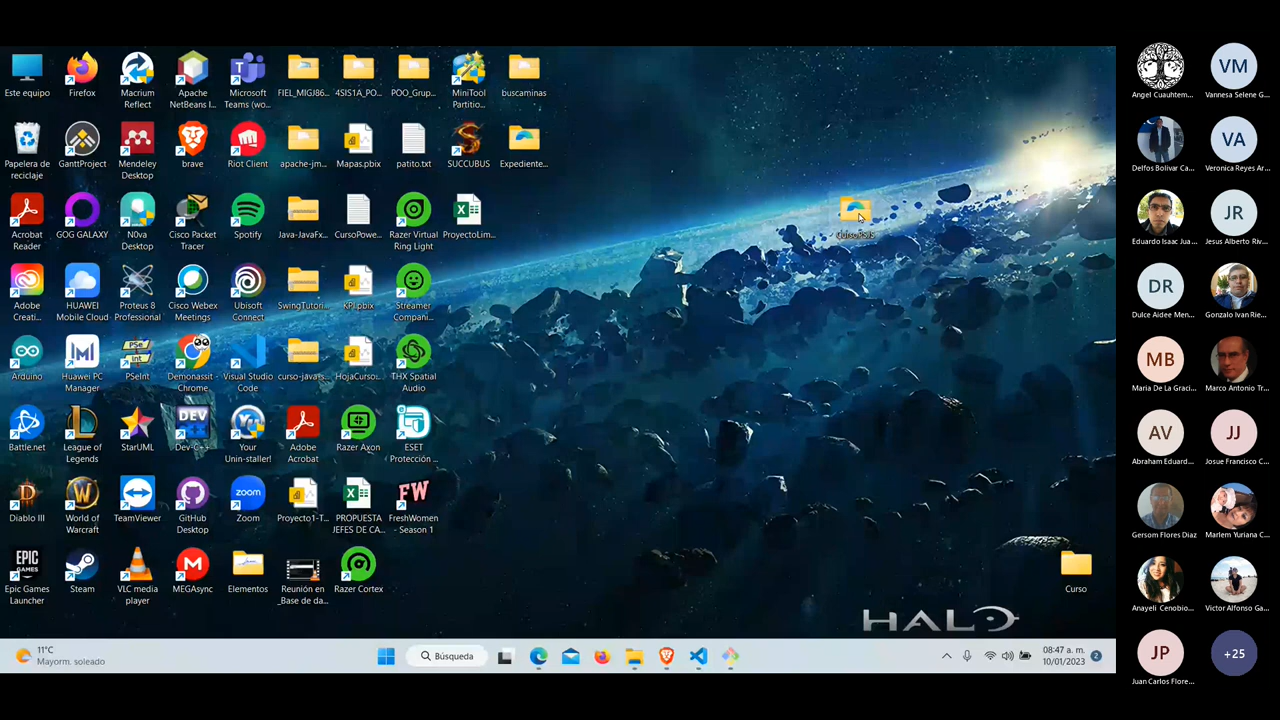 Este equipo
Firefox
Macrium
Reflect
Apache
NetBeans I...
Microsoft
Teams (wo...
FIEL_MIGJ86...
4SIS1A_PO...
POO_Grup...
MiniTool
Partitio...
buscaminas
Papelera de
reciclaje
GanttProject
Mendeley
Desktop
brave
Riot Client
apache-jm...
Mapas.pbix
patito.txt
SUCCUBUS
Expediente...
Acrobat
Reader
GOG GALAXY
N0va
Desktop
Cisco Packet
Tracer
Spotify
Java-JavaFx...
CursoPowe...
Razer Virtual
Ring Light
ProyectoLim...
Adobe
Creati...
HUAWEI
Mobile Cloud
Proteus 8
Professional
Cisco Webex
Meetings
Ubisoft
Connect
SwingTutori...
KPI.pbix
Streamer
Compani...
Arduino
Huawei PC
Manager
PSe
Int
PSeInt
Demonassit -
Chrome
Visual Studio
Code
curso-java-s...
HojaCurso...
THX Spatial
Audio
Battle.net
League of
Legends
StarUML
DEV
Dev-C++
Your
Unin-staller!
Adobe
Acrobat
Razer Axon
ESET
Protección ...
Diablo III
World of
Warcraft
TeamViewer
GitHub
Desktop
zoom
Zoom
Proyecto1-T...
PROPUESTA
JEFES DE CA...
FW
FreshWomen
- Season 1
EPIC
GAMES
Epic Games
Launcher
Steam
VLC media
player
MEGAsync
Elementos
Reunión en
_Base de da...
Razer Cortex
Curso
HALO
11°C
Mayorm. soleado
Búsqueda
08:47 a. m.
10/01/2023
2
Angel Cuauhtem...
VM
Vannesa Selene G...
Delfos Bolivar Ca...
VA
Veronica Reyes Ar...
Eduardo Isaac Jua...
JR
Jesus Alberto Riv...
DR
Dulce Aidee Men...
Gonzalo Ivan Rie...
MB
Maria De La Graci...
Marco Antonio Tr...
AV
Abraham Eduard...
JJ
Josue Francisco C...
Gersom Flores Diaz
Marlem Yuriana C...
Anayeli Cenobio...
Victor Alfonso Ga...
JP
Juan Carlos Flore...
+25